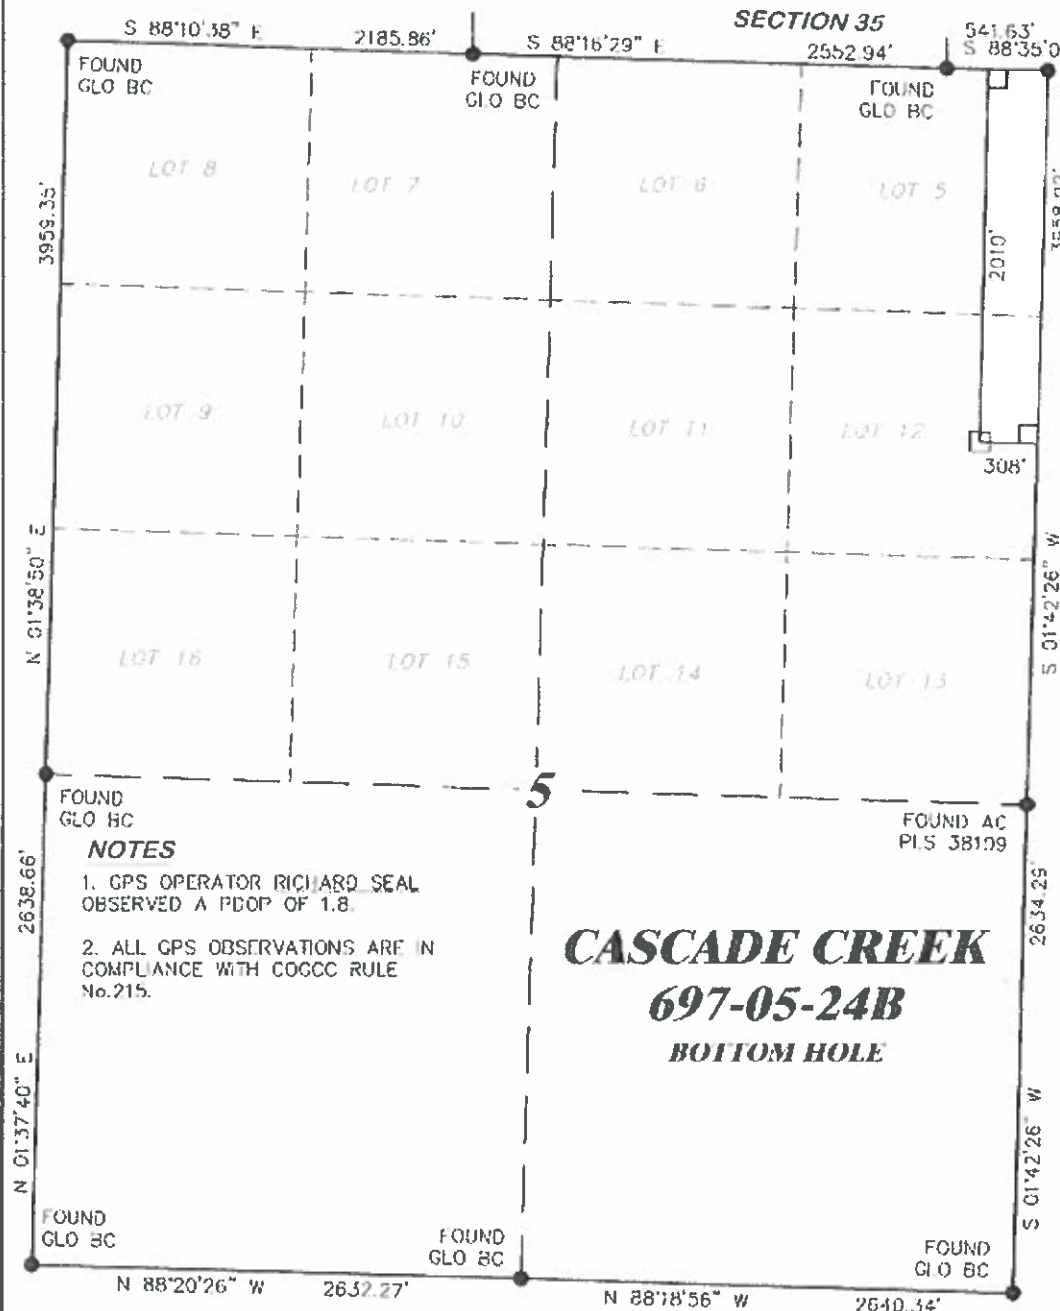 SECTION 35
S 88°10'38" E 2185.86' S 88°16'29" E 2552.94' 541.63'
S 88°35'0
FOUND
GLO BC
FOUND
GLO BC
FOUND
GLO BC
3959.35'
LOT 8 LOT 7 LOT 6 LOT 5
2010'
LOT 9 LOT 10 LOT 11 LOT 12
308'
N 01°38'50" E
S 01°42'26" W
LOT 16 LOT 15 LOT 14 LOT 13
5
FOUND
GLO BC
FOUND AC
PLS 38109
NOTES
1. GPS OPERATOR RICHARD SEAL
OBSERVED A PDOP OF 1.8.
2. ALL GPS OBSERVATIONS ARE IN
COMPLIANCE WITH COGCC RULE
No.215.
2638.66'
2634.29'
CASCADE CREEK
697-05-24B
BOTTOM HOLE
N 01°37'40" E
S 01°42'26" W
FOUND
GLO BC
FOUND
GLO BC
FOUND
GLO BC
N 88°20'26" W 2632.27' N 88°18'56" W 2640.34'